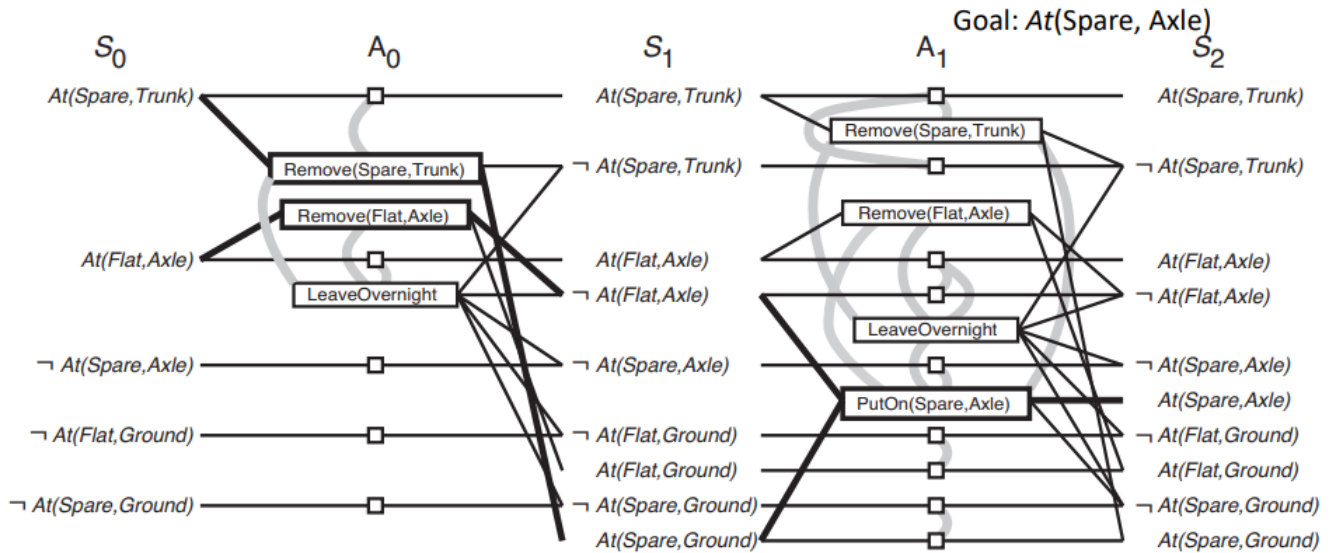 Goal: At(Spare, Axle)
S0 A0 S1 A1 S2
At(Spare,Trunk) At(Spare,Trunk) At(Spare,Trunk)
Remove(Spare,Trunk)
Remove(Spare,Trunk) ¬ At(Spare,Trunk) ¬ At(Spare,Trunk)
Remove(Flat,Axle) Remove(Flat,Axle)
At(Flat,Axle) At(Flat,Axle) At(Flat,Axle)
LeaveOvernight ¬ At(Flat,Axle) ¬ At(Flat,Axle)
LeaveOvernight
¬ At(Spare,Axle) ¬ At(Spare,Axle) ¬ At(Spare,Axle)
PutOn(Spare,Axle) At(Spare,Axle)
¬ At(Flat,Ground) ¬ At(Flat,Ground) ¬ At(Flat,Ground)
At(Flat,Ground) At(Flat,Ground)
¬ At(Spare,Ground) ¬ At(Spare,Ground) ¬ At(Spare,Ground)
At(Spare,Ground) At(Spare,Ground)